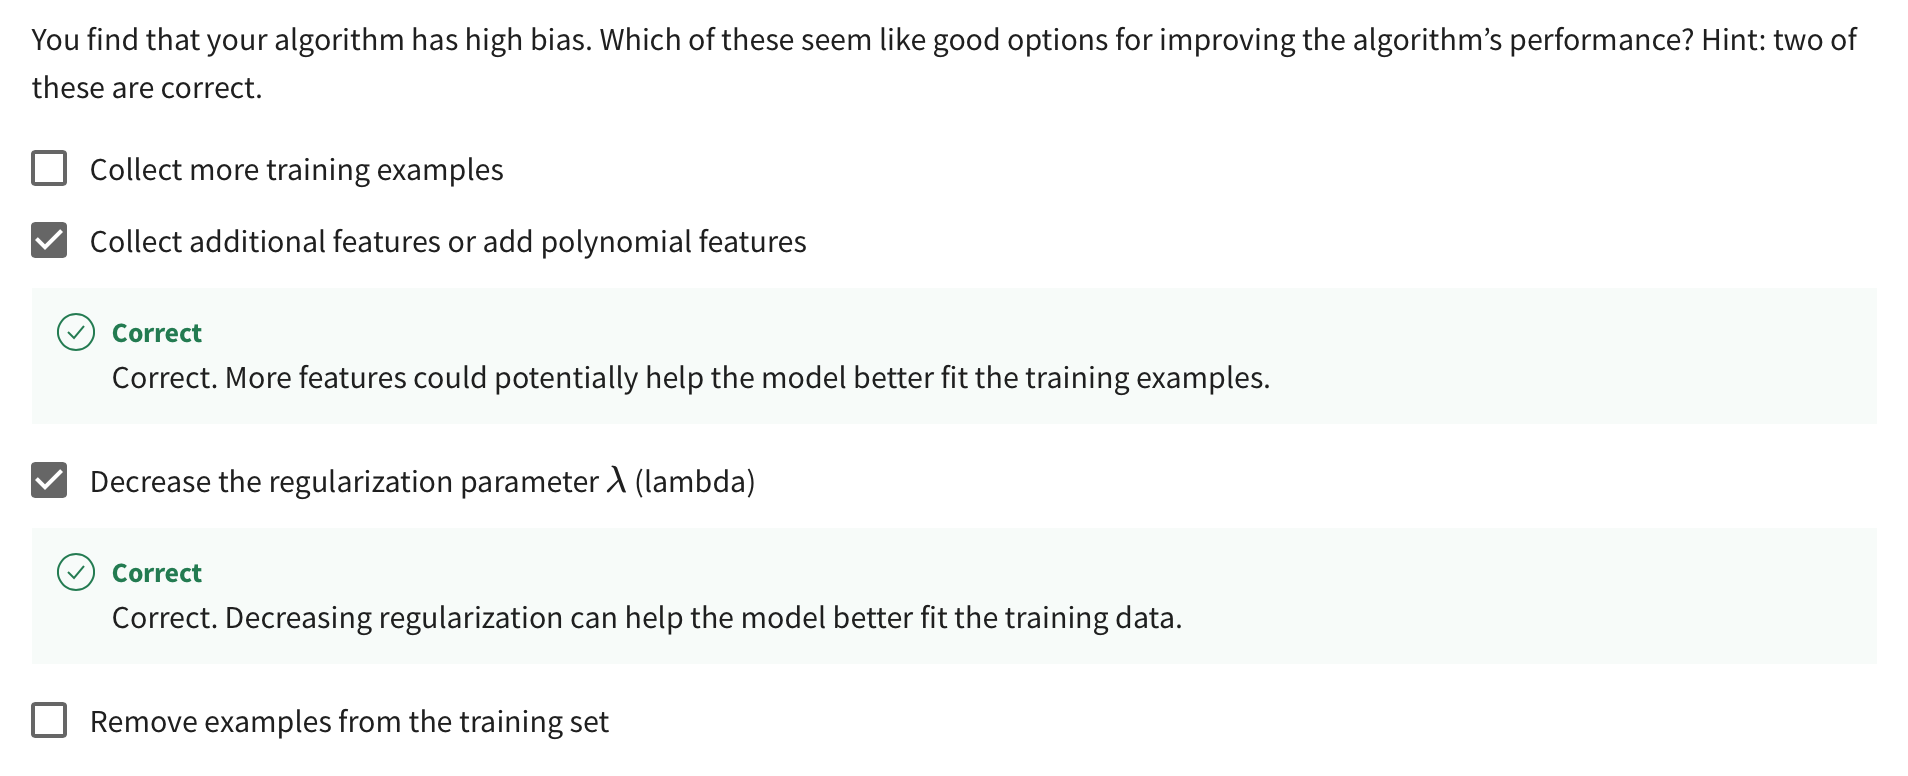 You find that your algorithm has high bias. Which of these seem like good options for improving the algorithm’s performance? Hint: two of
these are correct.
Collect more training examples
Collect additional features or add polynomial features
Correct
Correct. More features could potentially help the model better fit the training examples.
Decrease the regularization parameter λ (lambda)
Correct
Correct. Decreasing regularization can help the model better fit the training data.
Remove examples from the training set